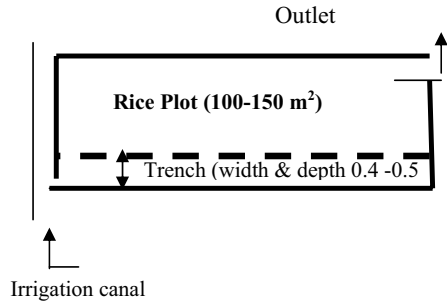 Outlet
Rice Plot (100-150 m²)
Trench (width & depth 0.4 -0.5
Irrigation canal